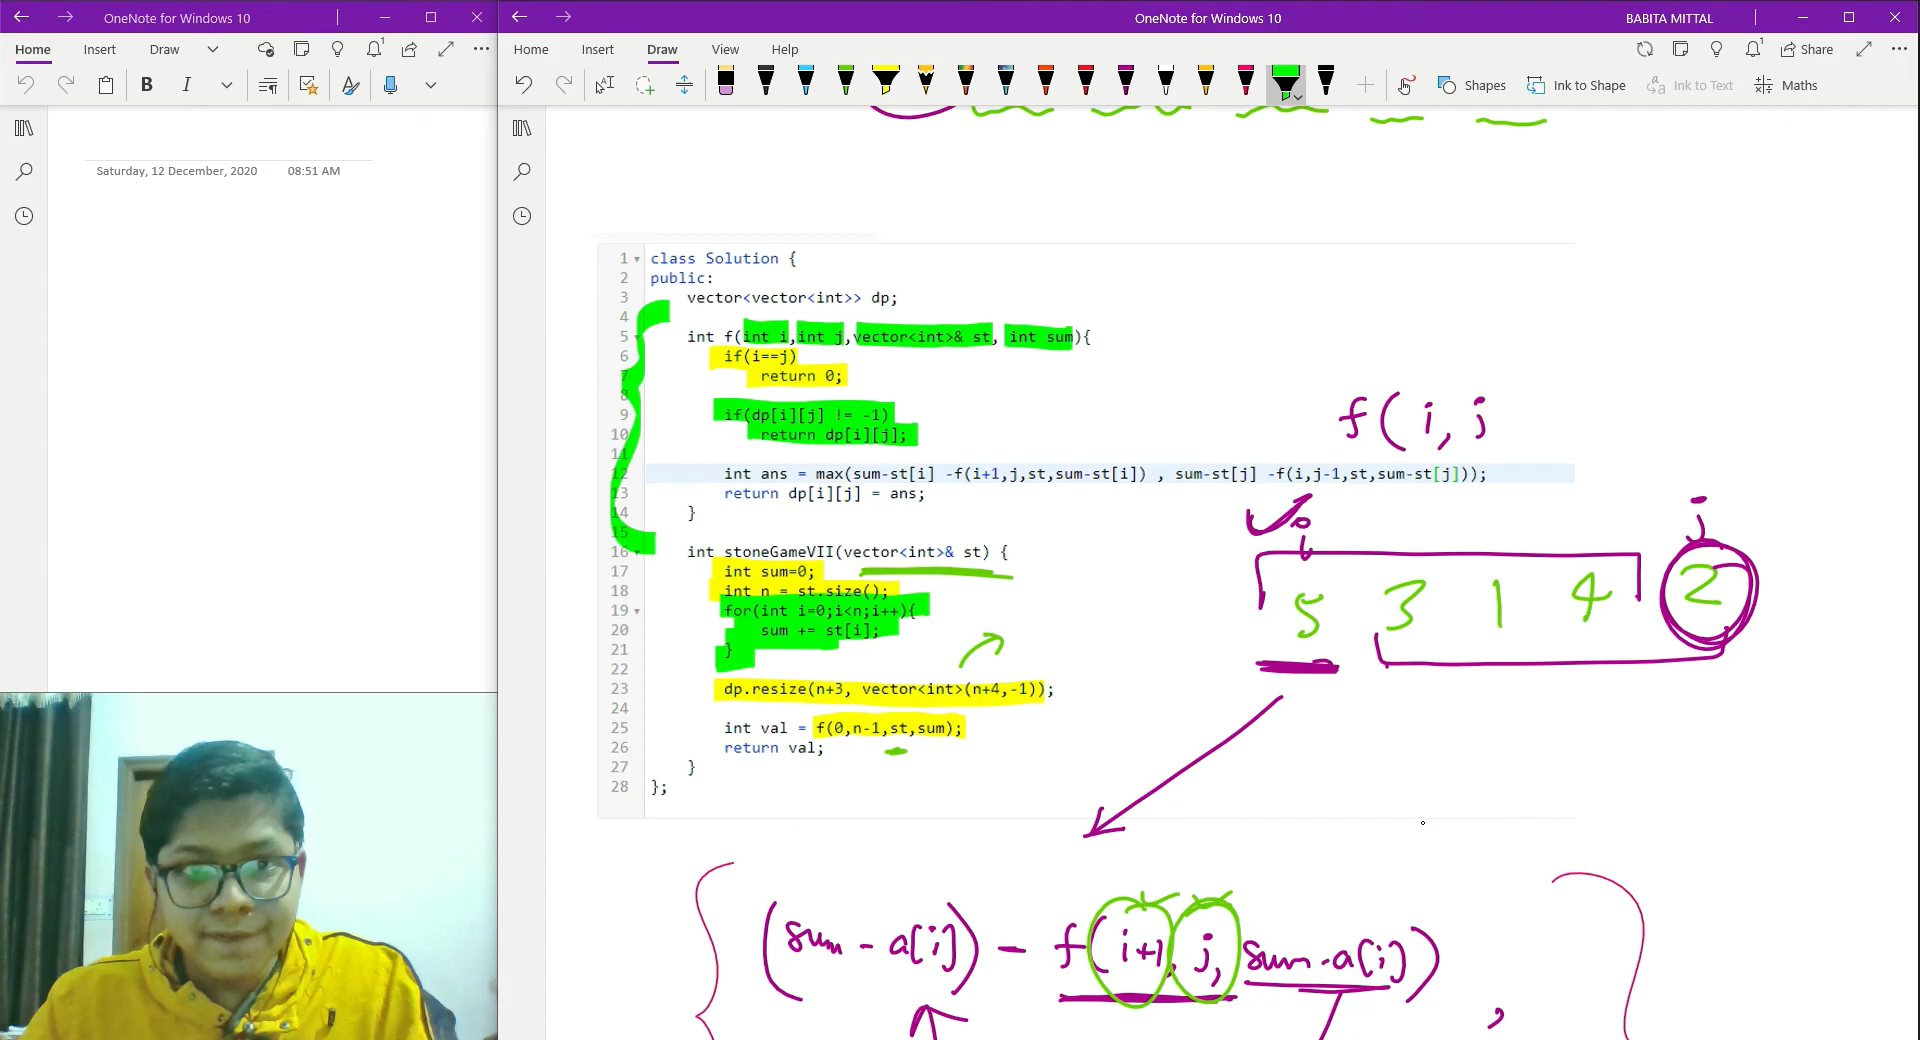 OneNote for Windows 10
Home Insert Draw
B I
Saturday, 12 December, 2020 08:51 AM
OneNote for Windows 10 BABITA MITTAL
Home Insert Draw View Help Share
Shapes Ink to Shape Ink to Text Maths
1 class Solution {
2 public:
3 vector<vector<int>> dp;
4
5 int f(int i,int j,vector<int>& st, int sum){
6 if(i==j)
7 return 0;
8
9 if(dp[i][j] != -1)
10 return dp[i][j];
11
12 int ans = max(sum-st[i] -f(i+1,j,st,sum-st[i]) , sum-st[j] -f(i,j-1,st,sum-st[j]));
13 return dp[i][j] = ans;
14 }
15
16 int stoneGameVII(vector<int>& st) {
17 int sum=0;
18 int n = st.size();
19 for(int i=0;i<n;i++){
20 sum += st[i];
21 }
22
23 dp.resize(n+3, vector<int>(n+4,-1));
24
25 int val = f(0,n-1,st,sum);
26 return val;
27 }
28 };
f(i,j
i j
5 3 1 4 2
(sum-a[i]) - f(i+1, j, sum-a[i])
,